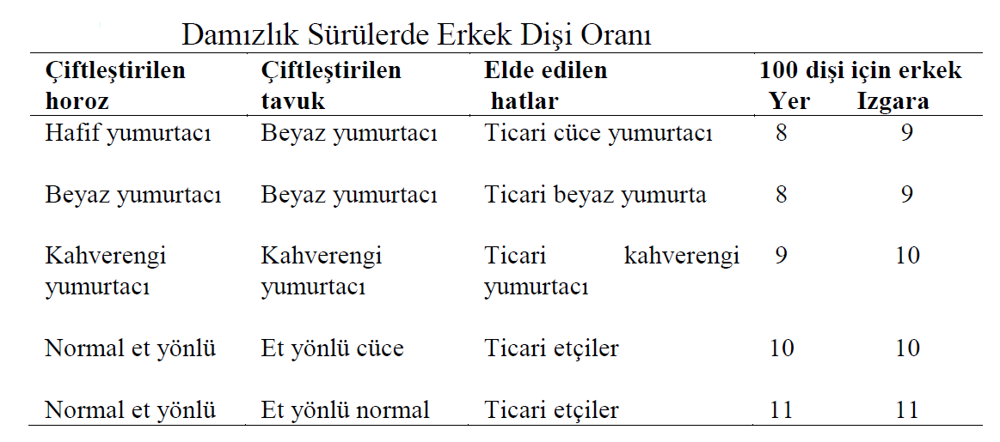 Damızlık Sürülerde Erkek Dişi Oranı
Çiftleştirilen Çiftleştirilen Elde edilen 100 dişi için erkek
horoz tavuk hatlar Yer Izgara
Hafif yumurtacı Beyaz yumurtacı Ticari cüce yumurtacı 8 9
Beyaz yumurtacı Beyaz yumurtacı Ticari beyaz yumurta 8 9
Kahverengi Kahverengi Ticari kahverengi 9 10
yumurtacı yumurtacı yumurtacı
Normal et yönlü Et yönlü cüce Ticari etçiler 10 10
Normal et yönlü Et yönlü normal Ticari etçiler 11 11